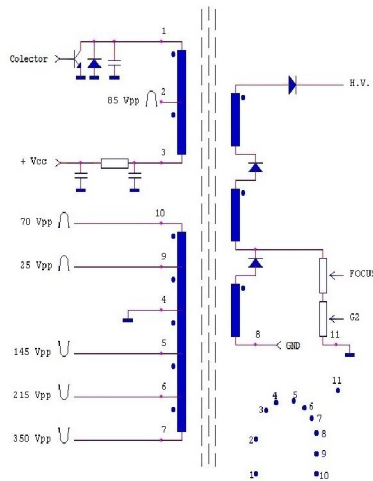 1
Colector
H.V.
2
85 Vpp
3
+ Vcc
10
70 Vpp
9
25 Vpp
FOCUS
4
G2
8
GND
11
5
145 Vpp
6
215 Vpp
7
350 Vpp
11
4 5
3 6
7
2 8
9
1 10